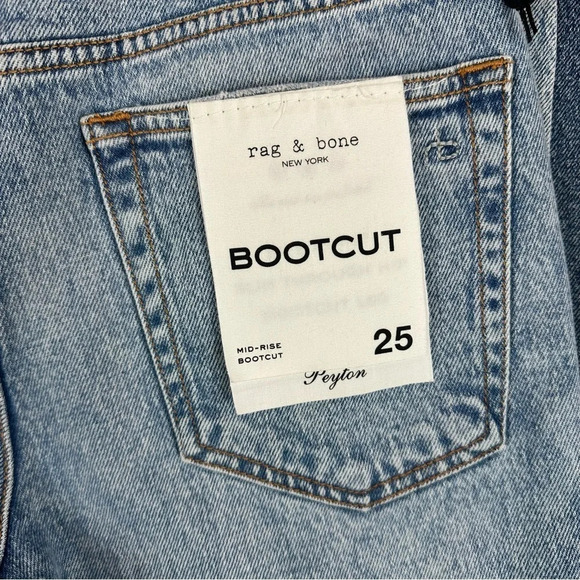 rag & bone
NEW YORK
BOOTCUT
MID-RISE
BOOTCUT
25
Peyton